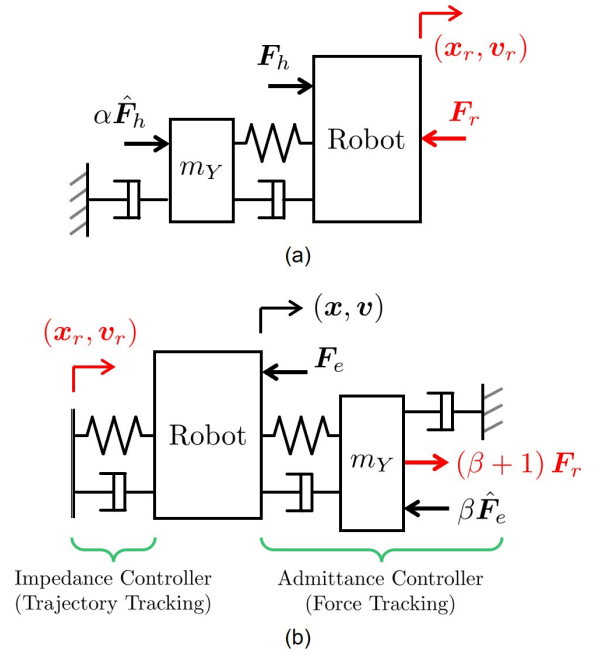 (x_r, v_r)
F_h
F_r
αF̂_h
m_Y
Robot
(a)
(x, v)
(x_r, v_r)
F_e
Robot
m_Y
(β + 1) F_r
βF̂_e
Impedance Controller
(Trajectory Tracking)
Admittance Controller
(Force Tracking)
(b)